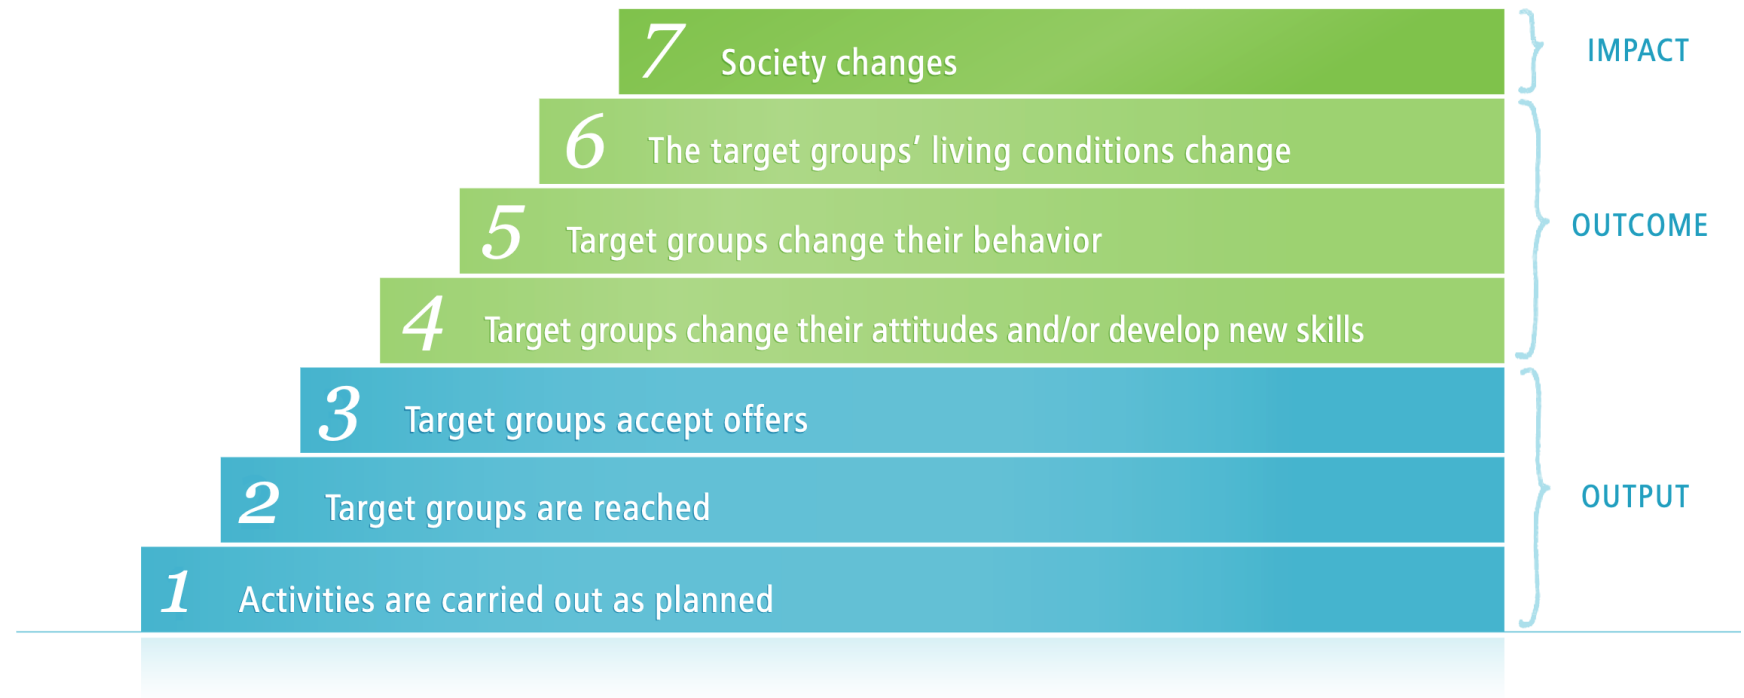 7 Society changes
IMPACT
6 The target groups’ living conditions change
5 Target groups change their behavior
OUTCOME
4 Target groups change their attitudes and/or develop new skills
3 Target groups accept offers
2 Target groups are reached
OUTPUT
1 Activities are carried out as planned